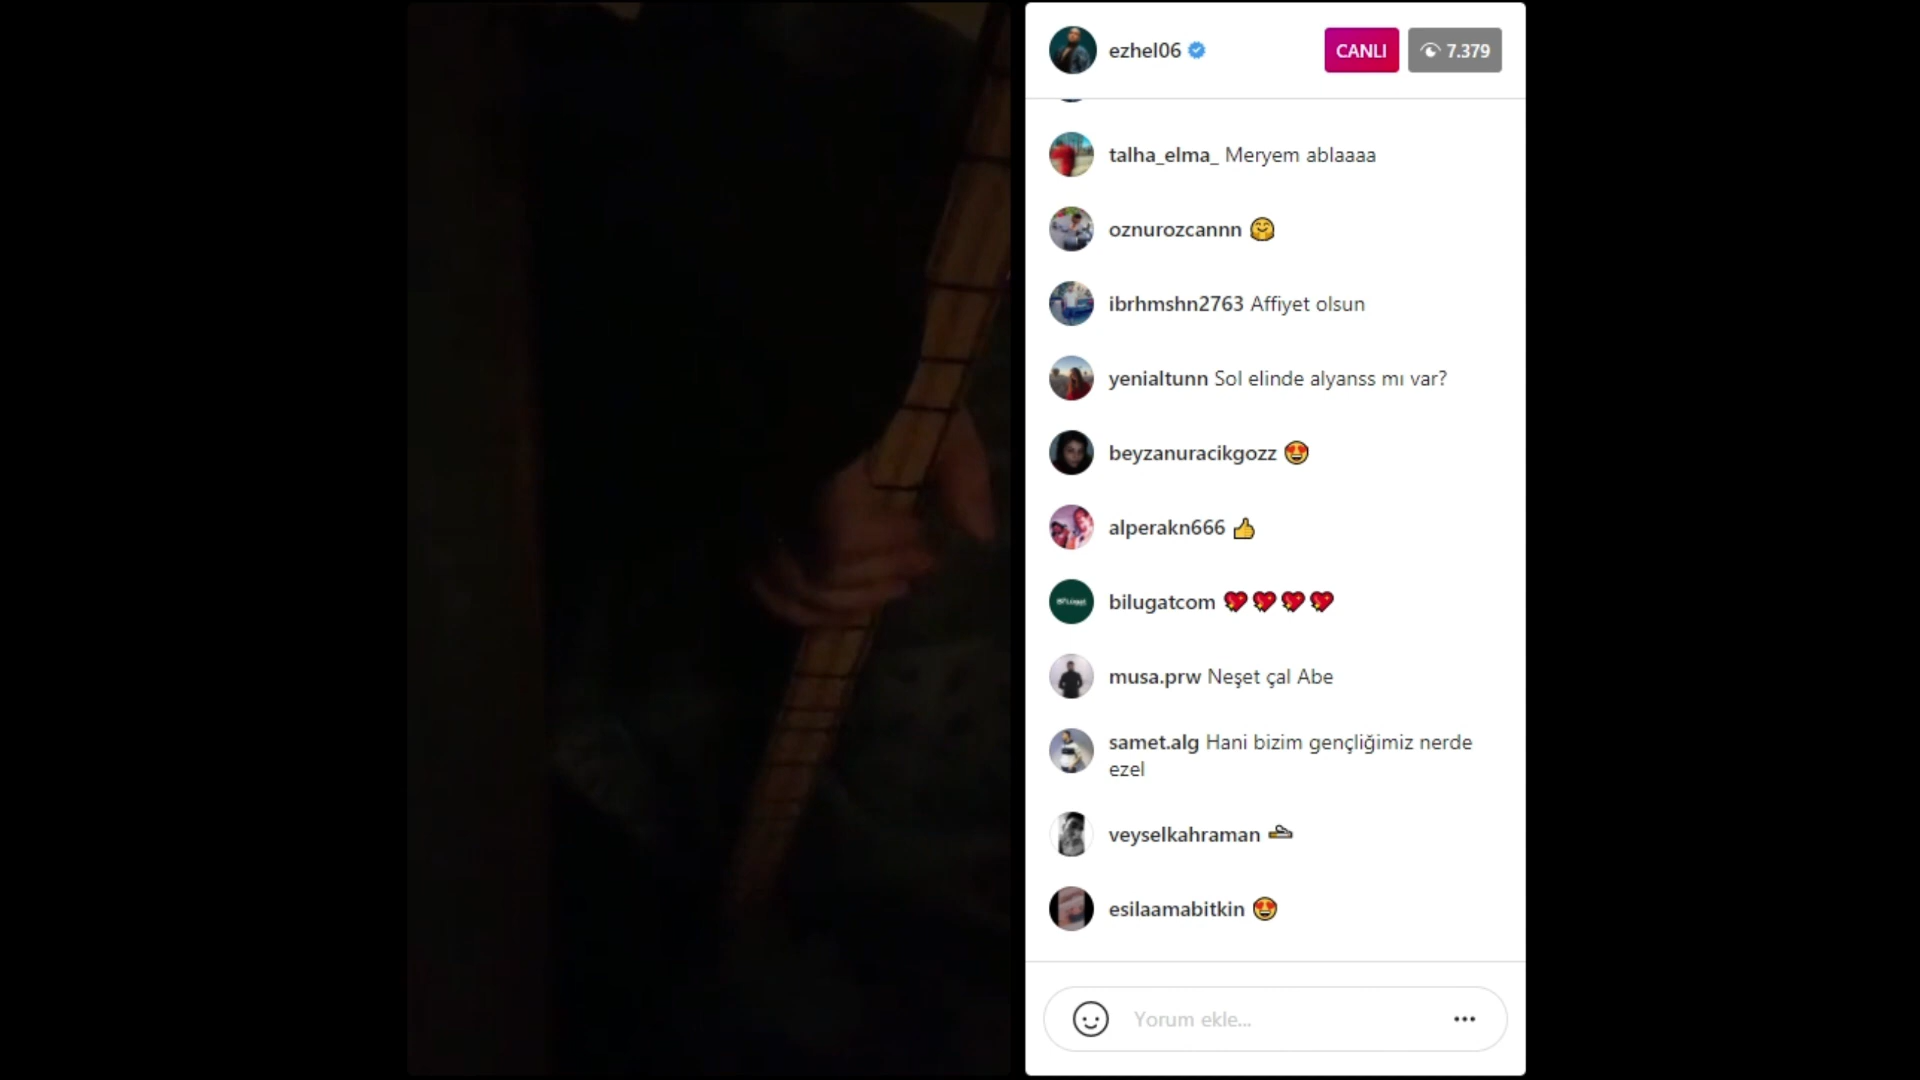 ezhel06
CANLI
7.379
talha_elma_ Meryem ablaaaa
oznurozcannn 🤗
ibrhmshn2763 Affiyet olsun
yenialtunn Sol elinde alyanss mı var?
beyzanuracikgozz 😍
alperakn666 👍
bilugatcom 💖💖💖💖
musa.prw Neşet çal Abe
samet.alg Hani bizim gençliğimiz nerde
ezel
veyselkahraman 🚬
esilaamabitkin 😍
Yorum ekle...